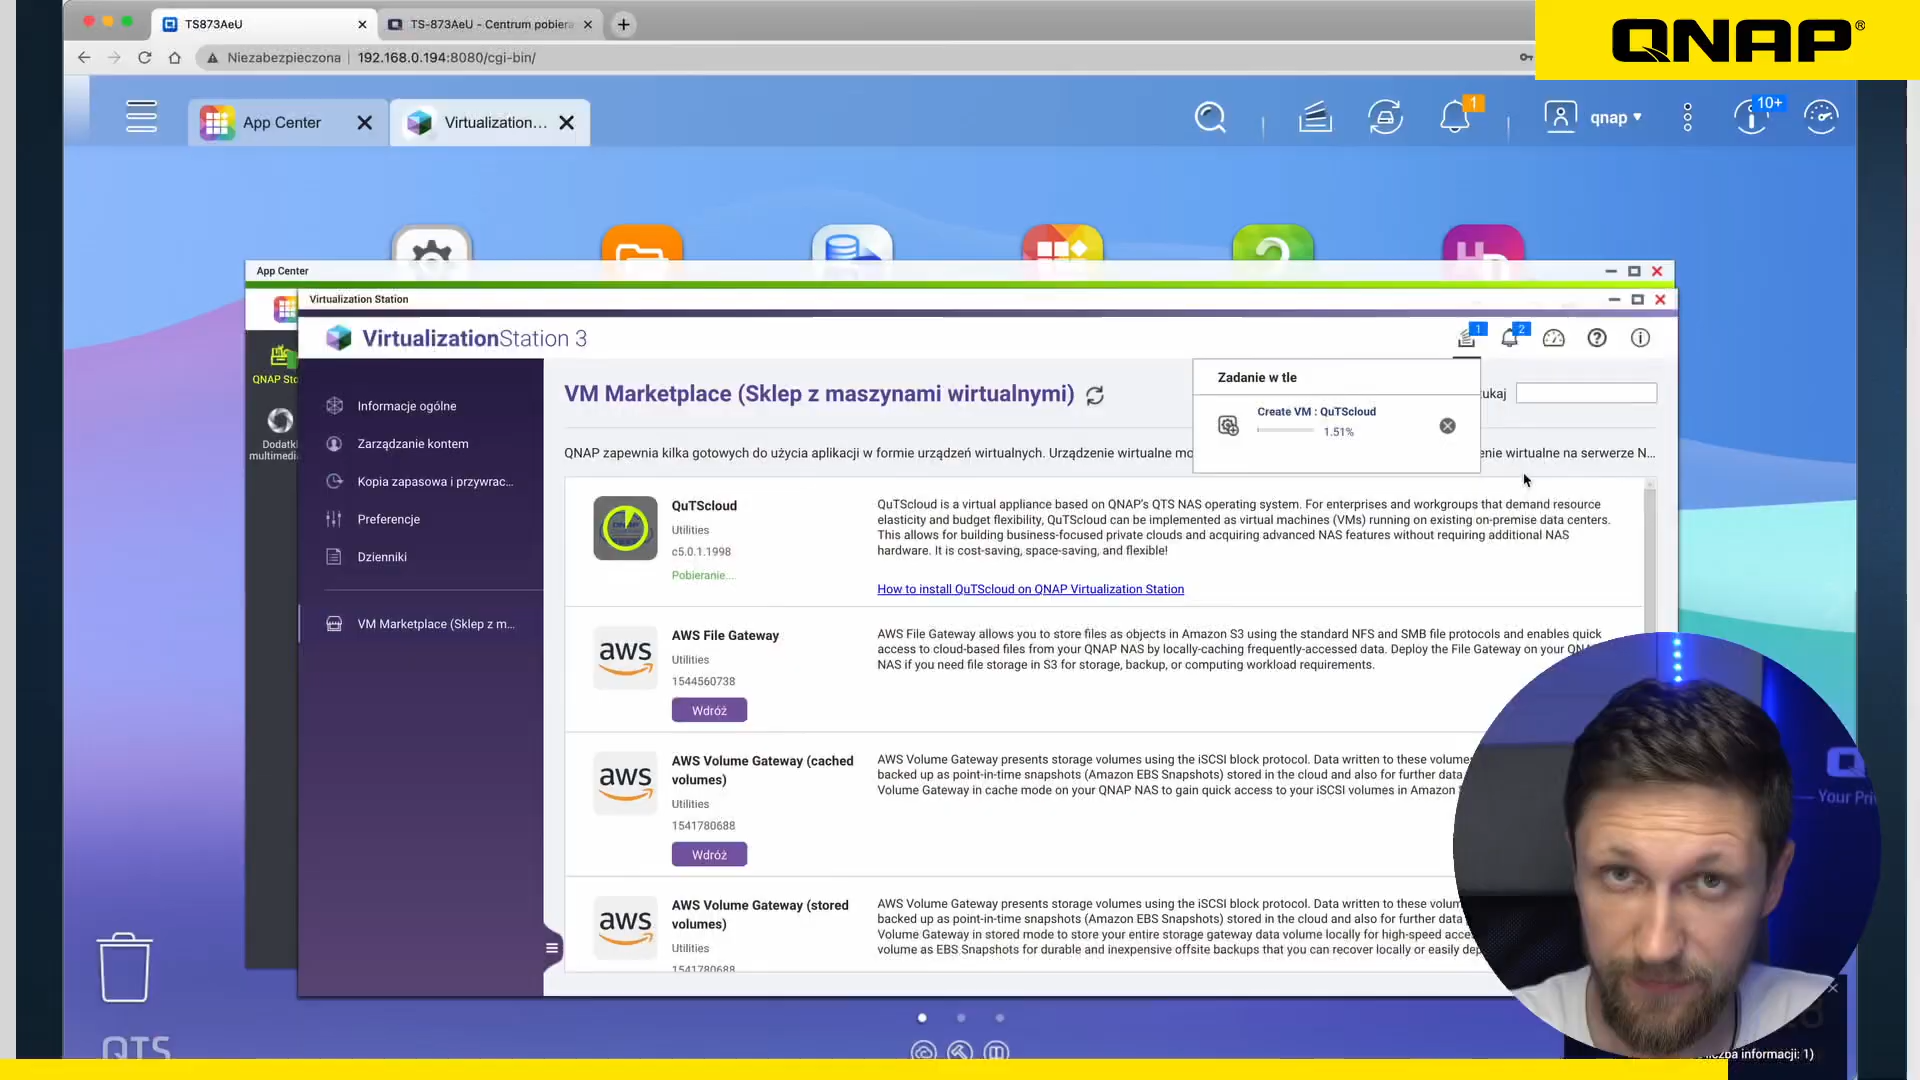 TS873AeU
TS-873AeU - Centrum pobiera
QNAP®
Niezabezpieczona
192.168.0.194:8080/cgi-bin/
App Center
Virtualization...
1
qnap
10+
App Center
Virtualization Station
VirtualizationStation 3
1
2
QNAP Sto
Dodatki
multimedia
Informacje ogólne
Zarządzanie kontem
Kopia zapasowa i przywrac...
Preferencje
Dzienniki
VM Marketplace (Sklep z m...
VM Marketplace (Sklep z maszynami wirtualnymi)
ukaj
Zadanie w tle
Create VM : QuTScloud
1.51%
QNAP zapewnia kilka gotowych do użycia aplikacji w formie urządzeń wirtualnych. Urządzenie wirtualne mo
enie wirtualne na serwerze N...
QuTScloud
Utilities
c5.0.1.1998
Pobieranie...
QuTScloud is a virtual appliance based on QNAP's QTS NAS operating system. For enterprises and workgroups that demand resource
elasticity and budget flexibility, QuTScloud can be implemented as virtual machines (VMs) running on existing on-premise data centers.
This allows for building business-focused private clouds and acquiring advanced NAS features without requiring additional NAS
hardware. It is cost-saving, space-saving, and flexible!
How to install QuTScloud on QNAP Virtualization Station
aws
AWS File Gateway
Utilities
1544560738
Wdróż
AWS File Gateway allows you to store files as objects in Amazon S3 using the standard NFS and SMB file protocols and enables quick
access to cloud-based files from your QNAP NAS by locally-caching frequently-accessed data. Deploy the File Gateway on your QN
NAS if you need file storage in S3 for storage, backup, or computing workload requirements.
aws
AWS Volume Gateway (cached
volumes)
Utilities
1541780688
Wdróż
AWS Volume Gateway presents storage volumes using the iSCSI block protocol. Data written to these volume
backed up as point-in-time snapshots (Amazon EBS Snapshots) stored in the cloud and also for further data
Volume Gateway in cache mode on your QNAP NAS to gain quick access to your iSCSI volumes in Amazon
aws
AWS Volume Gateway (stored
volumes)
Utilities
1541780688
AWS Volume Gateway presents storage volumes using the iSCSI block protocol. Data written to these volum
backed up as point-in-time snapshots (Amazon EBS Snapshots) stored in the cloud and also for further data
Volume Gateway in stored mode to store your entire storage gateway data volume locally for high-speed acce
volume as EBS Snapshots for durable and inexpensive offsite backups that you can recover locally or easily dep
Your Pri
QTS
liczba informacji: 1)